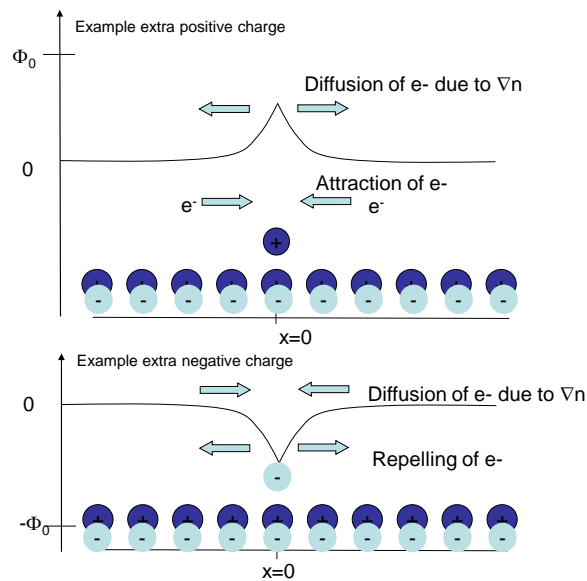 Example extra positive charge
Φ0
Diffusion of e- due to ∇n
0
Attraction of e-
e-
e-
+
- - - - - - - - - -
x=0
Example extra negative charge
0
Diffusion of e- due to ∇n
Repelling of e-
-
+ + + + + + + + + +
-Φ0
- - - - - - - - - -
x=0